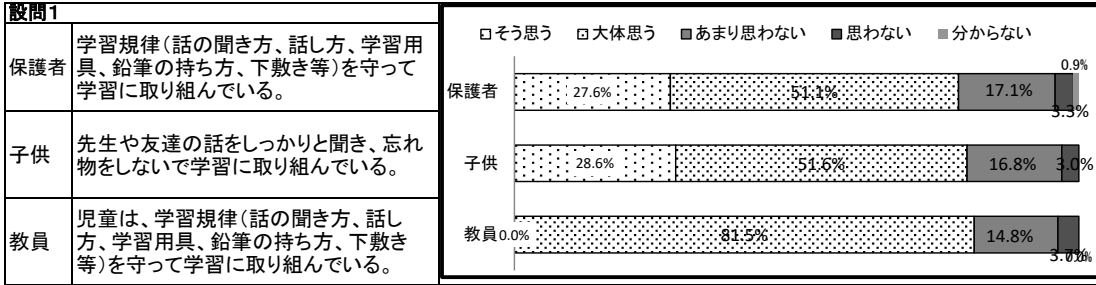 設問1
保護者
学習規律(話の聞き方、話し方、学習用
具、鉛筆の持ち方、下敷き等)を守って
学習に取り組んでいる。
子供
先生や友達の話をしっかりと聞き、忘れ
物をしないで学習に取り組んでいる。
教員
児童は、学習規律(話の聞き方、話し
方、学習用具、鉛筆の持ち方、下敷き
等)を守って学習に取り組んでいる。
そう思う 大体思う あまり思わない 思わない 分からない
保護者 27.6% 51.1% 17.1% 3.3% 0.9%
子供 28.6% 51.6% 16.8% 3.0%
教員 0.0% 81.5% 14.8% 3.7% 0.0%